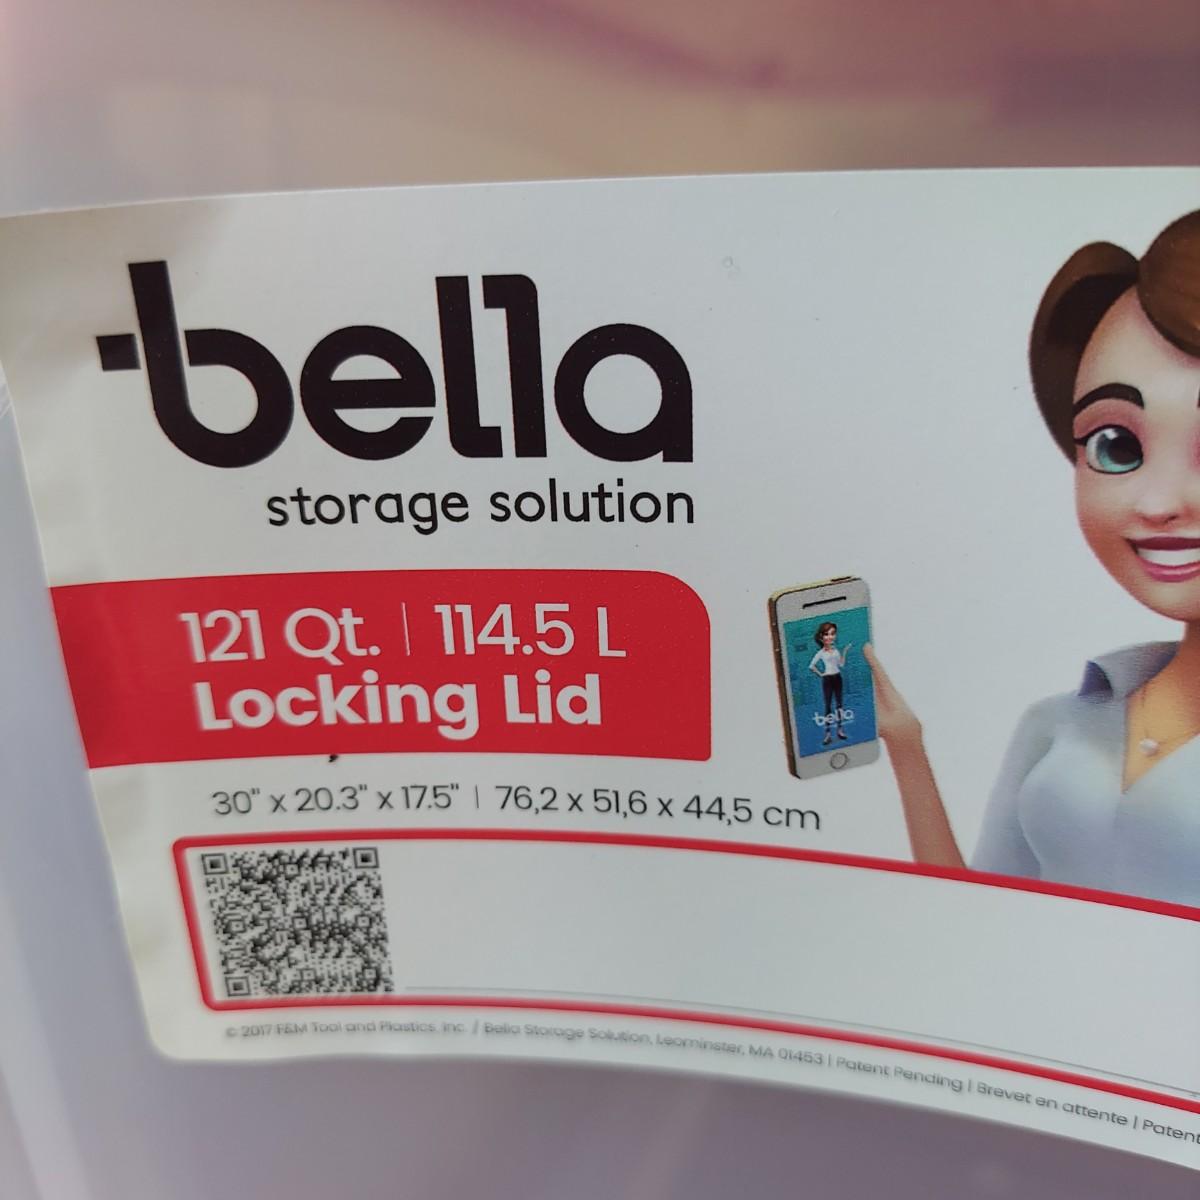 bella
storage solution
121 Qt. | 114.5 L
Locking Lid
30" x 20.3" x 17.5" | 76,2 x 51,6 x 44,5 cm
bella
© 2017 F&M Tool and Plastics, Inc. / Bella Storage Solution, Leominster, MA 01453 | Patent Pending | Brevet en attente | Patent